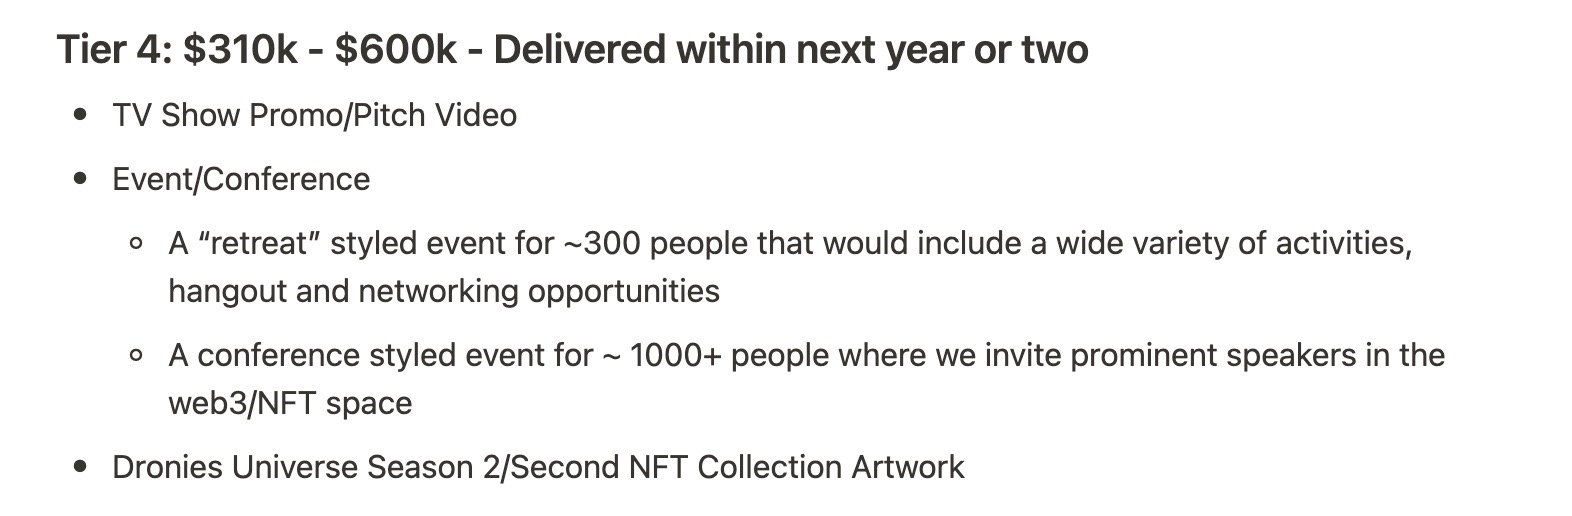 Tier 4: $310k - $600k - Delivered within next year or two
• TV Show Promo/Pitch Video
• Event/Conference
◦ A “retreat” styled event for ~300 people that would include a wide variety of activities,
hangout and networking opportunities
◦ A conference styled event for ~ 1000+ people where we invite prominent speakers in the
web3/NFT space
• Dronies Universe Season 2/Second NFT Collection Artwork